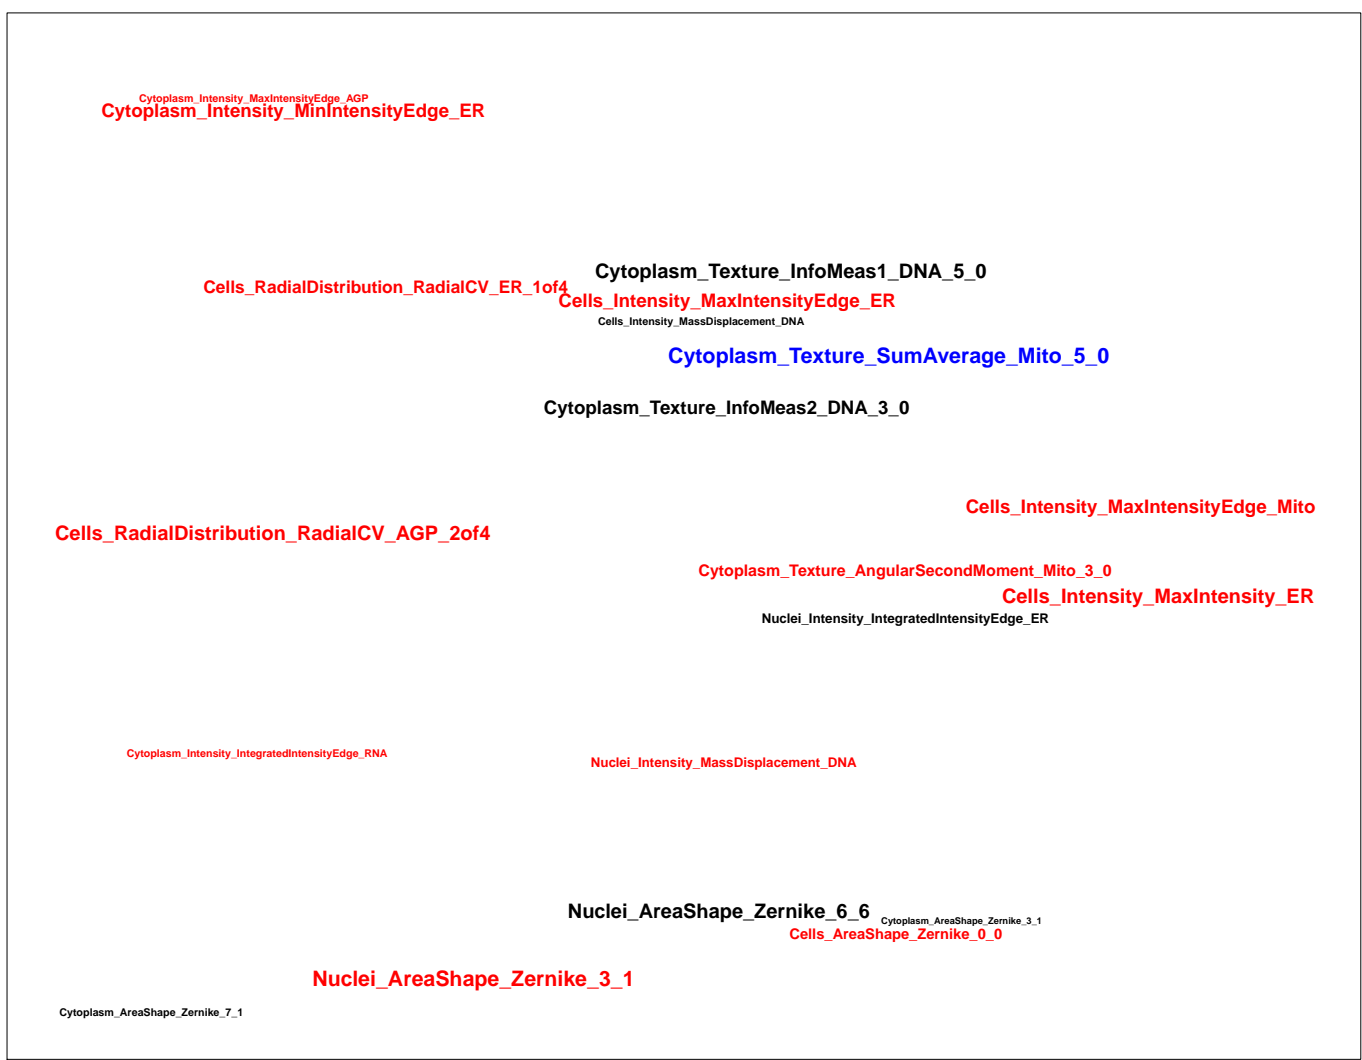 Cytoplasm_Intensity_MaxIntensityEdge_AGP
Cytoplasm_Intensity_MinIntensityEdge_ER
Cytoplasm_Texture_InfoMeas1_DNA_5_0
Cells_RadialDistribution_RadialCV_ER_1of4
Cells_Intensity_MaxIntensityEdge_ER
Cells_Intensity_MassDisplacement_DNA
Cytoplasm_Texture_SumAverage_Mito_5_0
Cytoplasm_Texture_InfoMeas2_DNA_3_0
Cells_Intensity_MaxIntensityEdge_Mito
Cells_RadialDistribution_RadialCV_AGP_2of4
Cytoplasm_Texture_AngularSecondMoment_Mito_3_0
Cells_Intensity_MaxIntensity_ER
Nuclei_Intensity_IntegratedIntensityEdge_ER
Cytoplasm_Intensity_IntegratedIntensityEdge_RNA
Nuclei_Intensity_MassDisplacement_DNA
Nuclei_AreaShape_Zernike_6_6
Cytoplasm_AreaShape_Zernike_3_1
Cells_AreaShape_Zernike_0_0
Nuclei_AreaShape_Zernike_3_1
Cytoplasm_AreaShape_Zernike_7_1